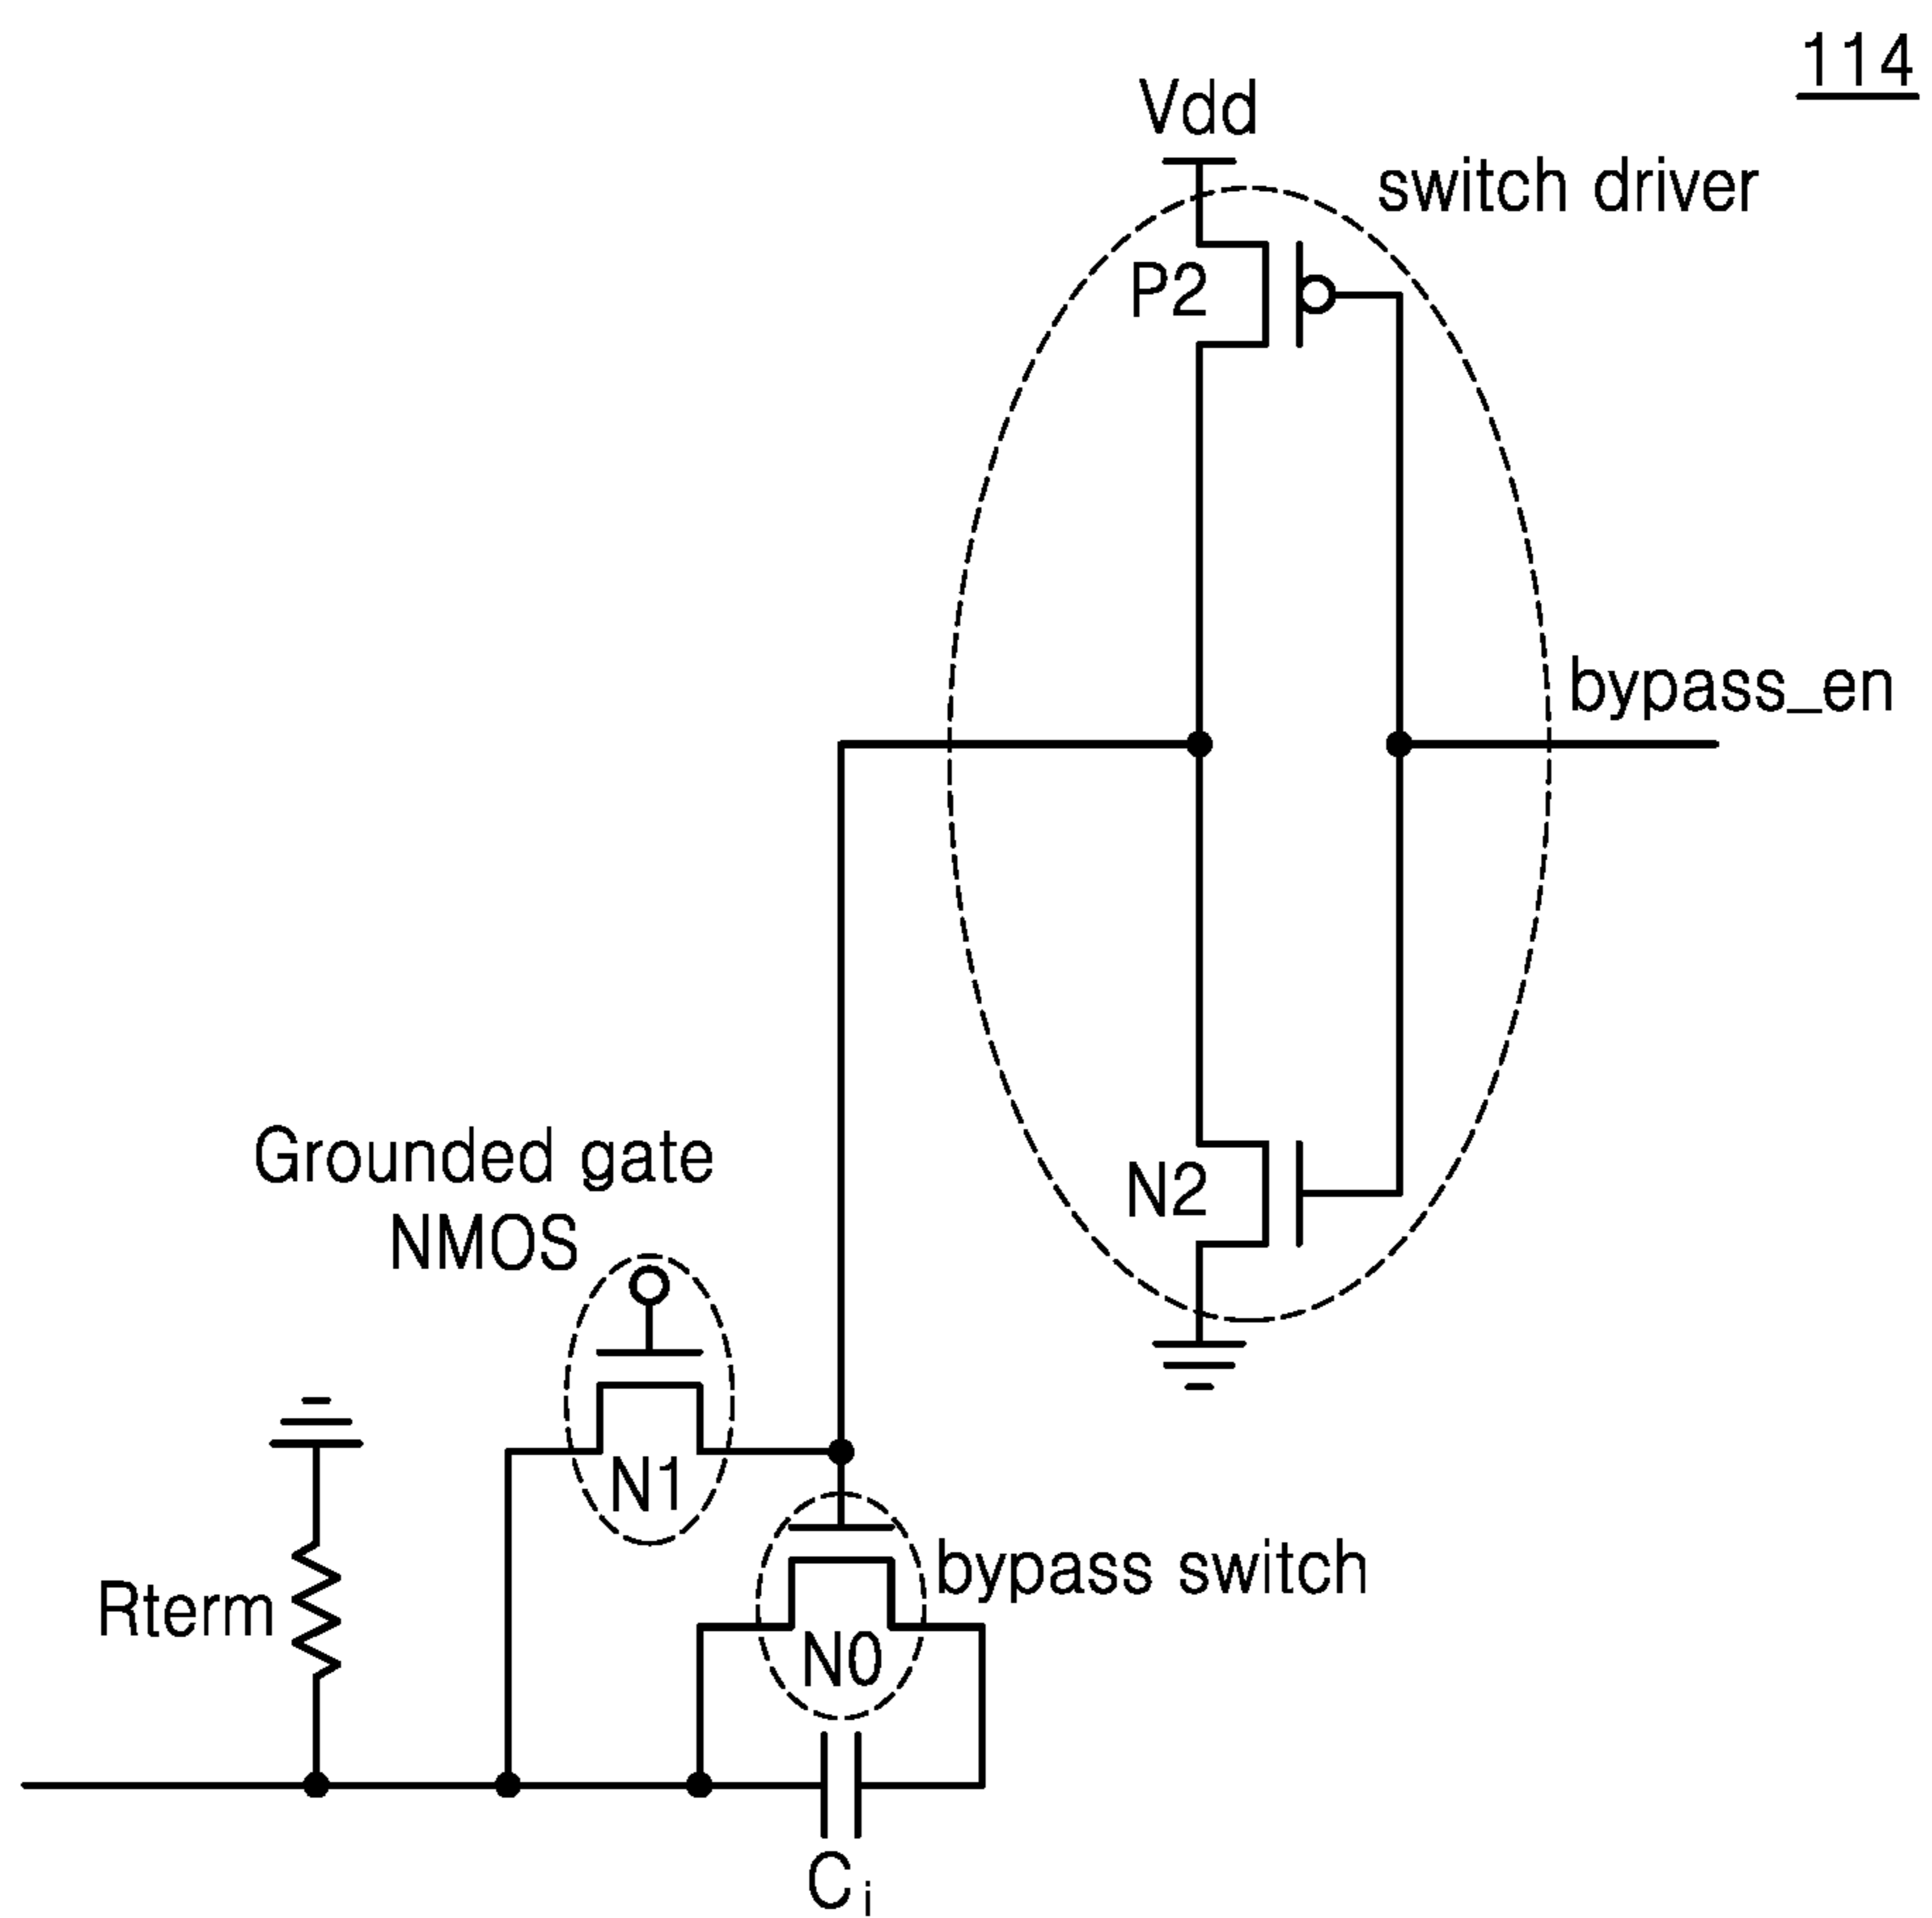 114
Vdd
switch driver
P2
bypass_en
Grounded gate
NMOS
N2
N1
bypass switch
Rterm
N0
Ci